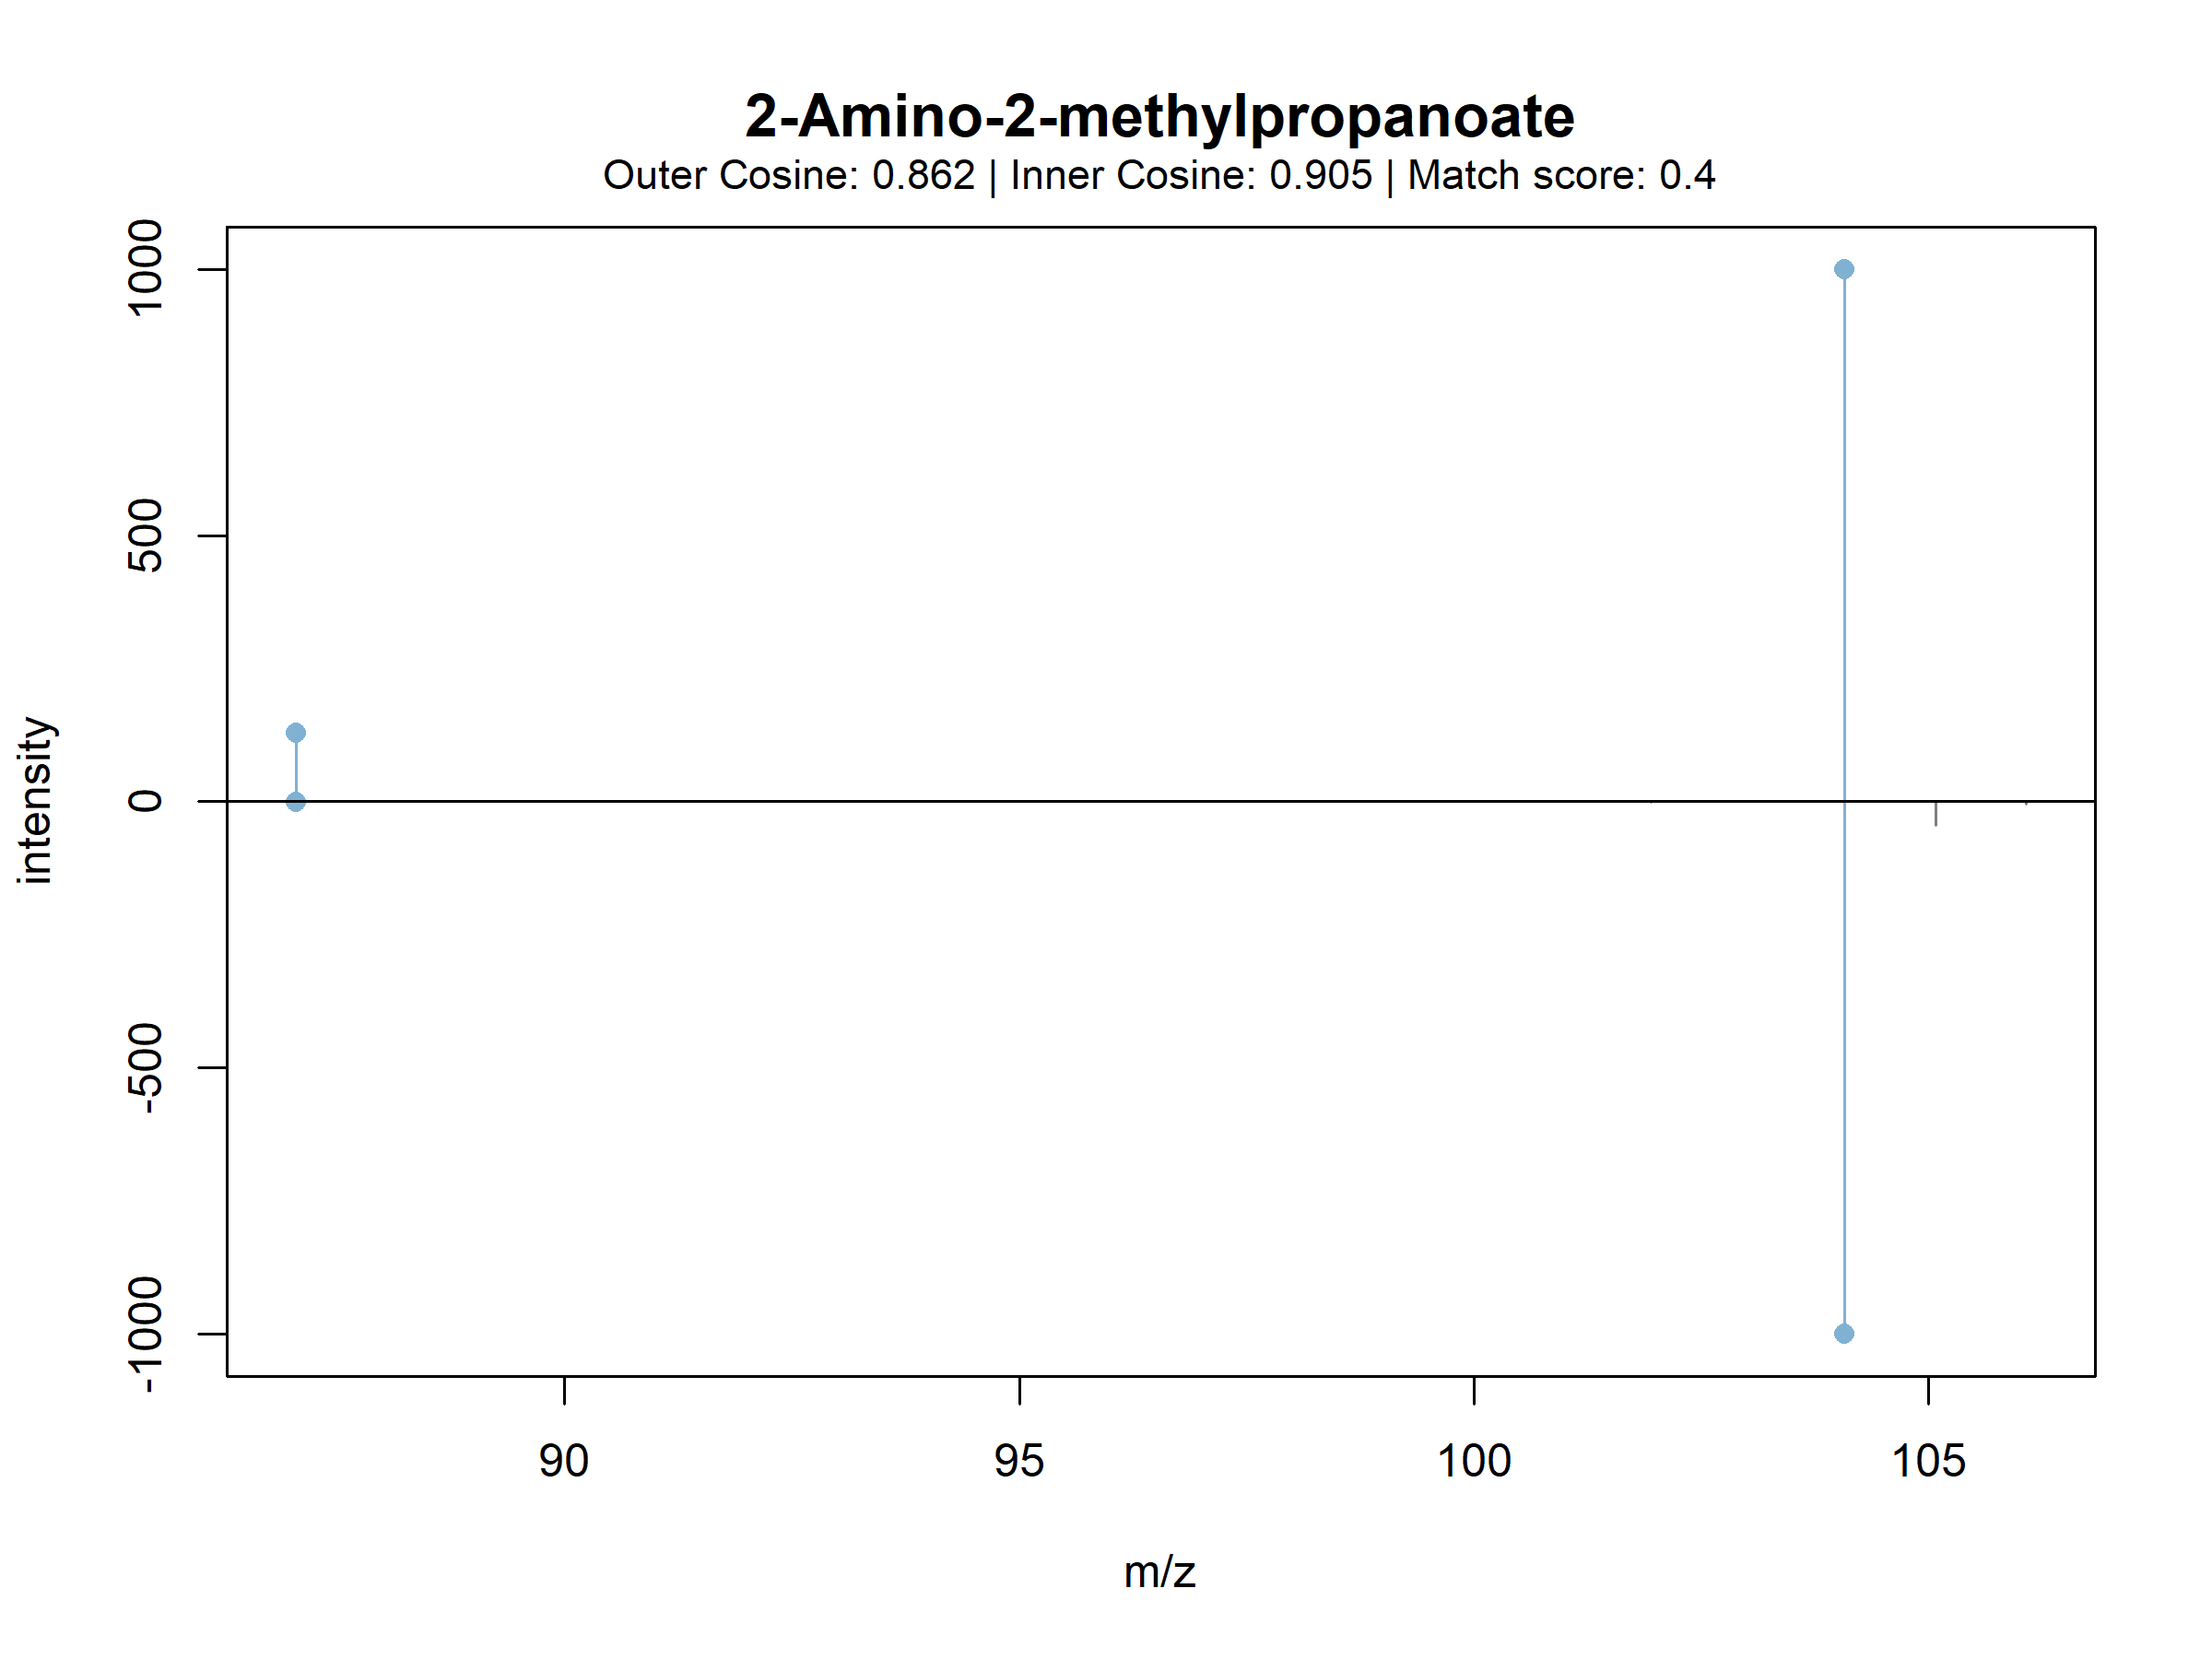 2-Amino-2-methylpropanoate
Outer Cosine: 0.862 | Inner Cosine: 0.905 | Match score: 0.4
1000
500
0
-500
-1000
intensity
90 95 100 105
m/z